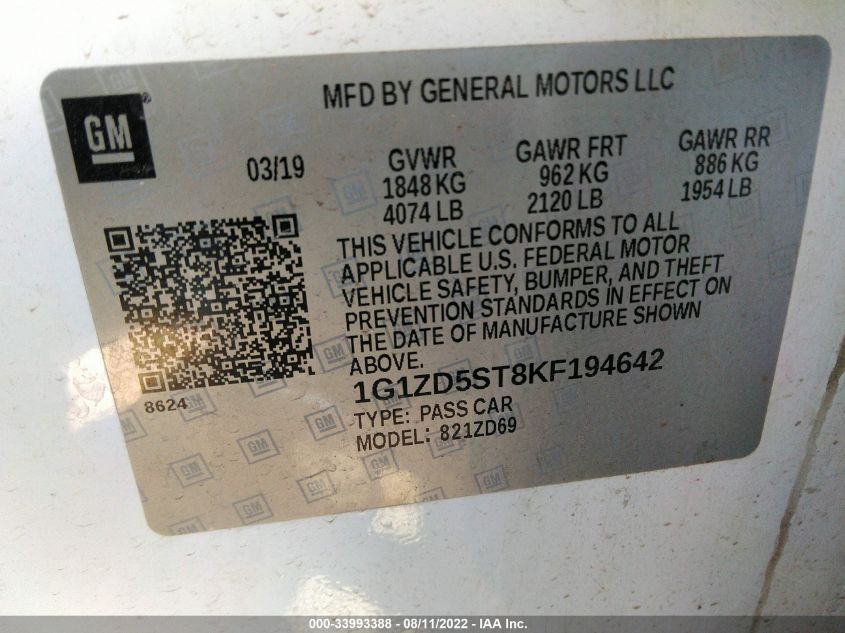 MFD BY GENERAL MOTORS LLC
GM
03/19
GVWR
1848 KG
4074 LB
GAWR FRT
962 KG
2120 LB
GAWR RR
886 KG
1954 LB
THIS VEHICLE CONFORMS TO ALL
APPLICABLE U.S. FEDERAL MOTOR
VEHICLE SAFETY, BUMPER, AND THEFT
PREVENTION STANDARDS IN EFFECT ON
THE DATE OF MANUFACTURE SHOWN
ABOVE.
1G1ZD5ST8KF194642
8624
TYPE: PASS CAR
MODEL: 821ZD69
000-33993388 - 08/11/2022 - IAA Inc.